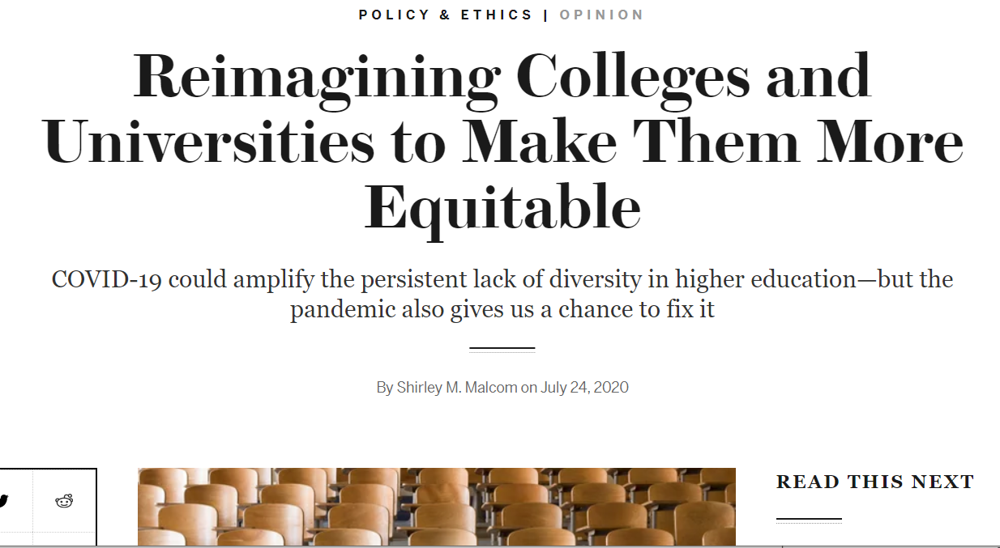 POLICY & ETHICS | OPINION
Reimagining Colleges and
Universities to Make Them More
Equitable
COVID-19 could amplify the persistent lack of diversity in higher education—but the
pandemic also gives us a chance to fix it
By Shirley M. Malcom on July 24, 2020
READ THIS NEXT